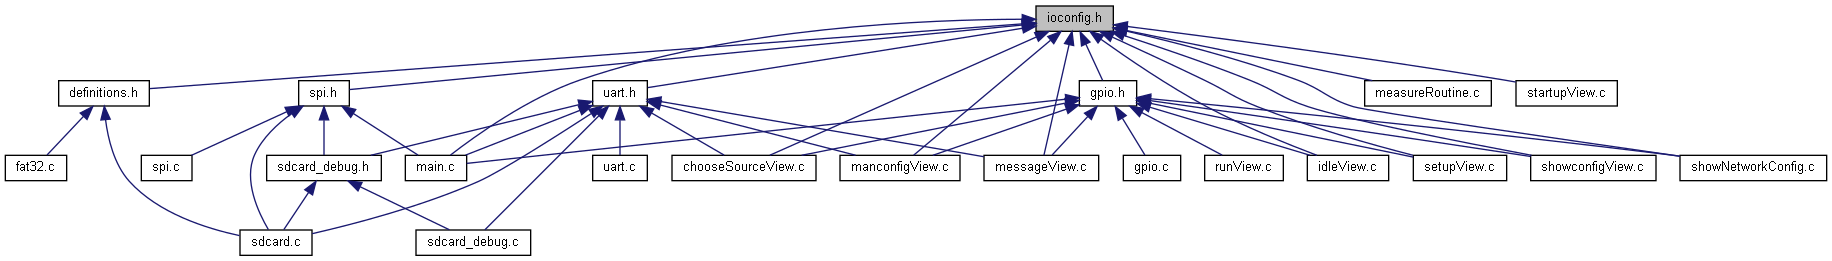 ioconfig.h
definitions.h
spi.h
uart.h
gpio.h
measureRoutine.c
startupView.c
fat32.c
spi.c
sdcard_debug.h
main.c
uart.c
chooseSourceView.c
manconfigView.c
messageView.c
gpio.c
runView.c
idleView.c
setupView.c
showconfigView.c
showNetworkConfig.c
sdcard.c
sdcard_debug.c